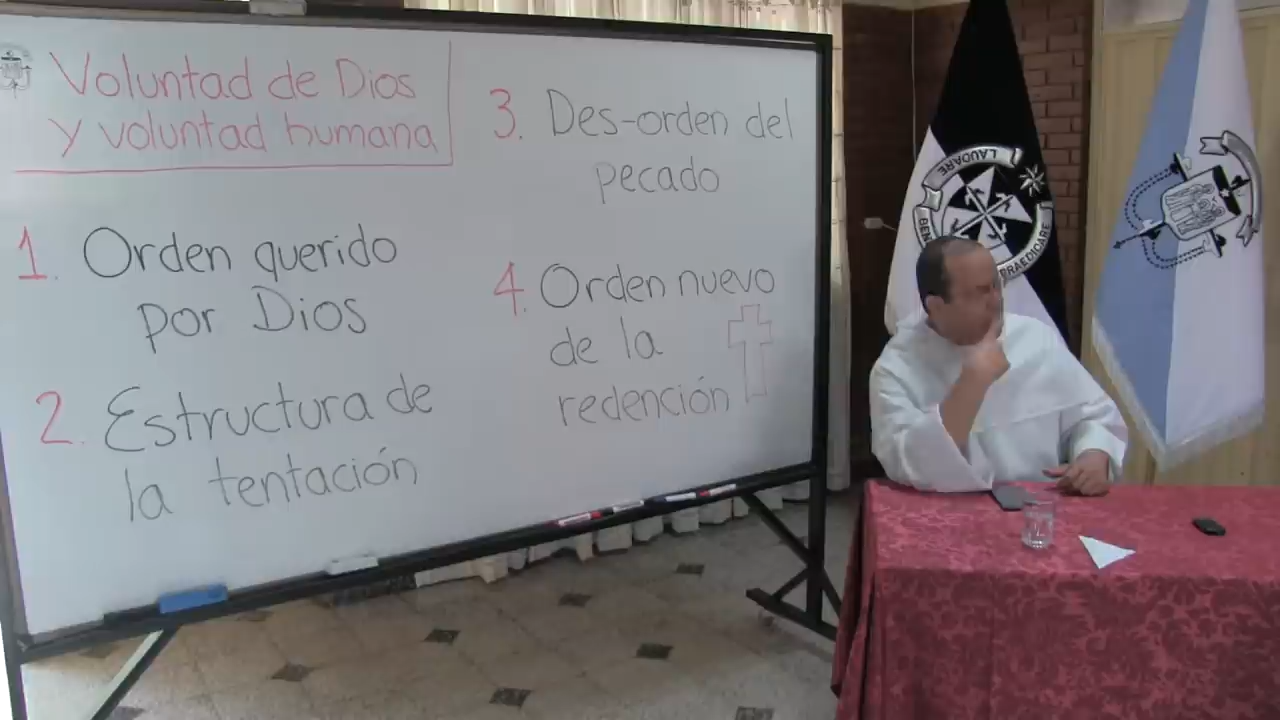 Voluntad de Dios
y voluntad humana
1. Orden querido
por Dios
2. Estructura de
la tentación
3. Des-orden del
pecado
4. Orden nuevo
de la
redención
LAUDARE
BEN
PRAEDICARE